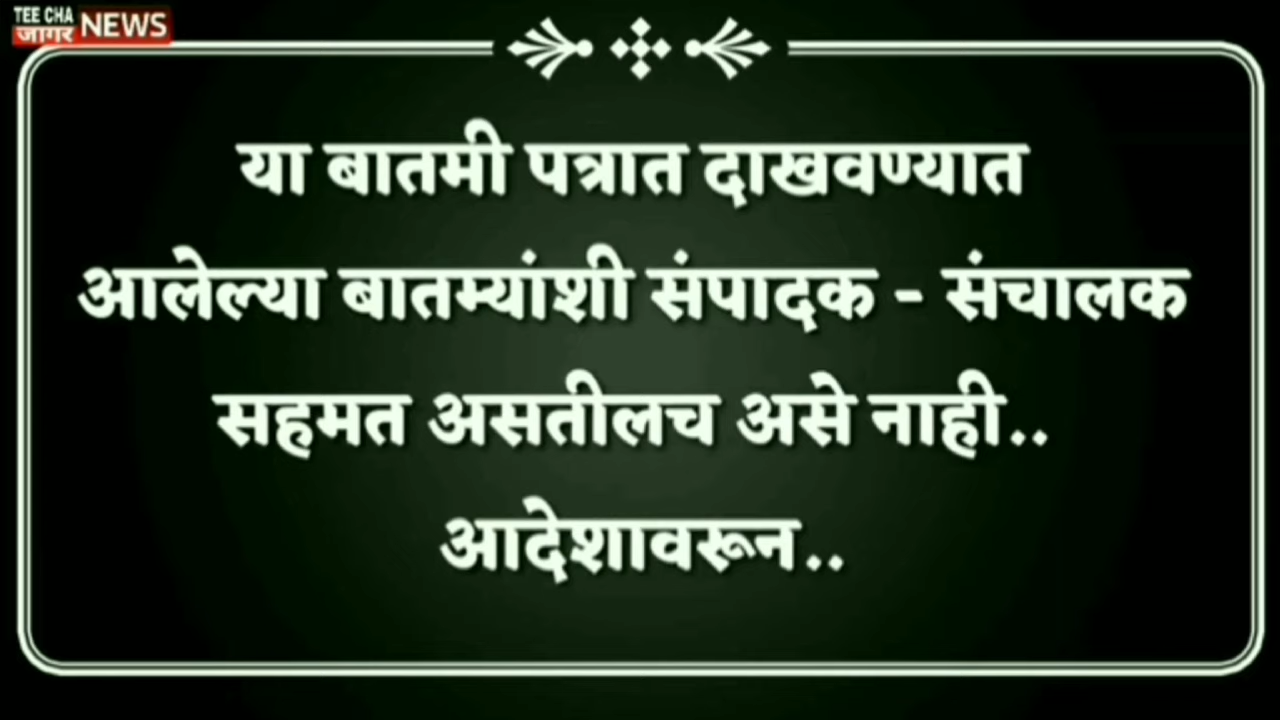 TEE CHA
जागर NEWS
या बातमी पत्रात दाखवण्यात
आलेल्या बातम्यांशी संपादक - संचालक
सहमत असतीलच असे नाही..
आदेशावरून..